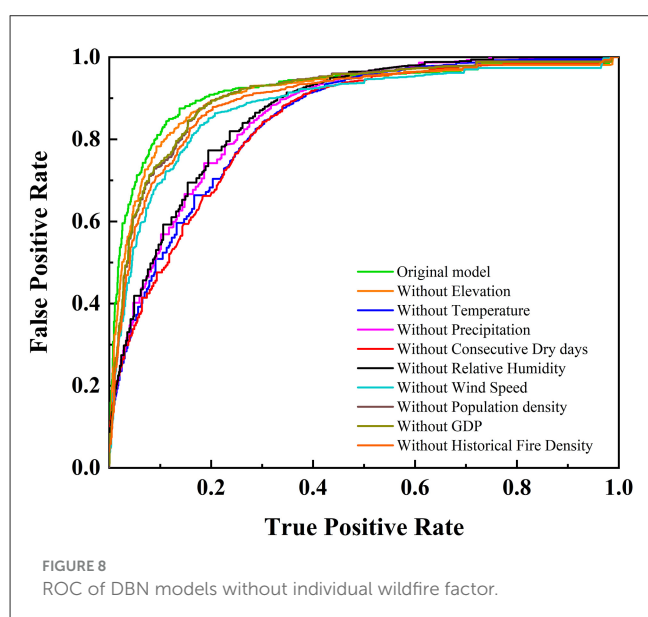 1.0
0.8
0.6
0.4
0.2
0.0
0.2
0.4
0.6
0.8
1.0
False Positive Rate
True Positive Rate
Original model
Without Elevation
Without Temperature
Without Precipitation
Without Consecutive Dry days
Without Relative Humidity
Without Wind Speed
Without Population density
Without GDP
Without Historical Fire Density
FIGURE 8
ROC of DBN models without individual wildfire factor.